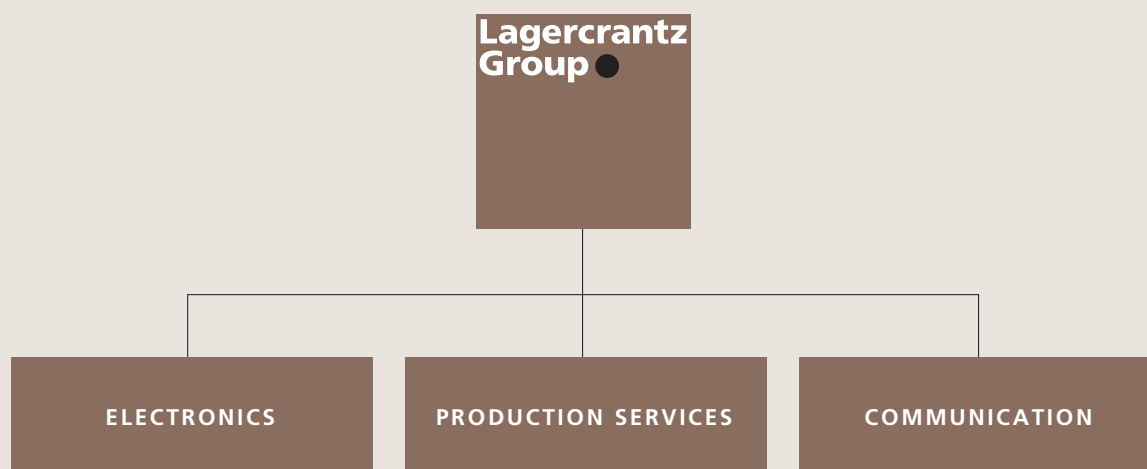 Lagercrantz
Group
ELECTRONICS
PRODUCTION SERVICES
COMMUNICATION